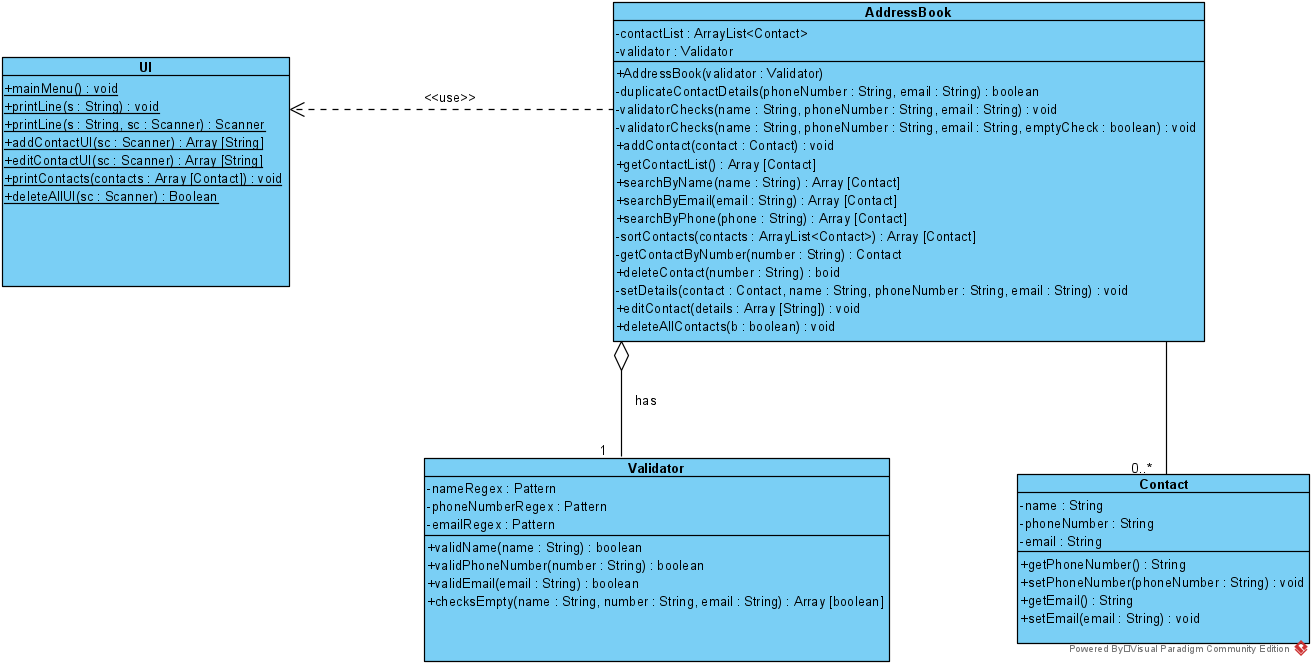 UI
+mainMenu() : void
+printLine(s : String) : void
+printLine(s : String, sc : Scanner) : Scanner
+addContactUI(sc : Scanner) : Array [String]
+editContactUI(sc : Scanner) : Array [String]
+printContacts(contacts : Array [Contact]) : void
+deleteAllUI(sc : Scanner) : Boolean
<<use>>
AddressBook
-contactList : ArrayList<Contact>
-validator : Validator
+AddressBook(validator : Validator)
-duplicateContactDetails(phoneNumber : String, email : String) : boolean
-validatorChecks(name : String, phoneNumber : String, email : String) : void
-validatorChecks(name : String, phoneNumber : String, email : String, emptyCheck : boolean) : void
+addContact(contact : Contact) : void
+getContactList() : Array [Contact]
+searchByName(name : String) : Array [Contact]
+searchByEmail(email : String) : Array [Contact]
+searchByPhone(phone : String) : Array [Contact]
-sortContacts(contacts : ArrayList<Contact>) : Array [Contact]
-getContactByNumber(number : String) : Contact
+deleteContact(number : String) : boid
-setDetails(contact : Contact, name : String, phoneNumber : String, email : String) : void
+editContact(details : Array [String]) : void
+deleteAllContacts(b : boolean) : void
has
1
0..*
Validator
-nameRegex : Pattern
-phoneNumberRegex : Pattern
-emailRegex : Pattern
+validName(name : String) : boolean
+validPhoneNumber(number : String) : boolean
+validEmail(email : String) : boolean
+checksEmpty(name : String, number : String, email : String) : Array [boolean]
Contact
-name : String
-phoneNumber : String
-email : String
+getPhoneNumber() : String
+setPhoneNumber(phoneNumber : String) : void
+getEmail() : String
+setEmail(email : String) : void
Powered By□Visual Paradigm Community Edition